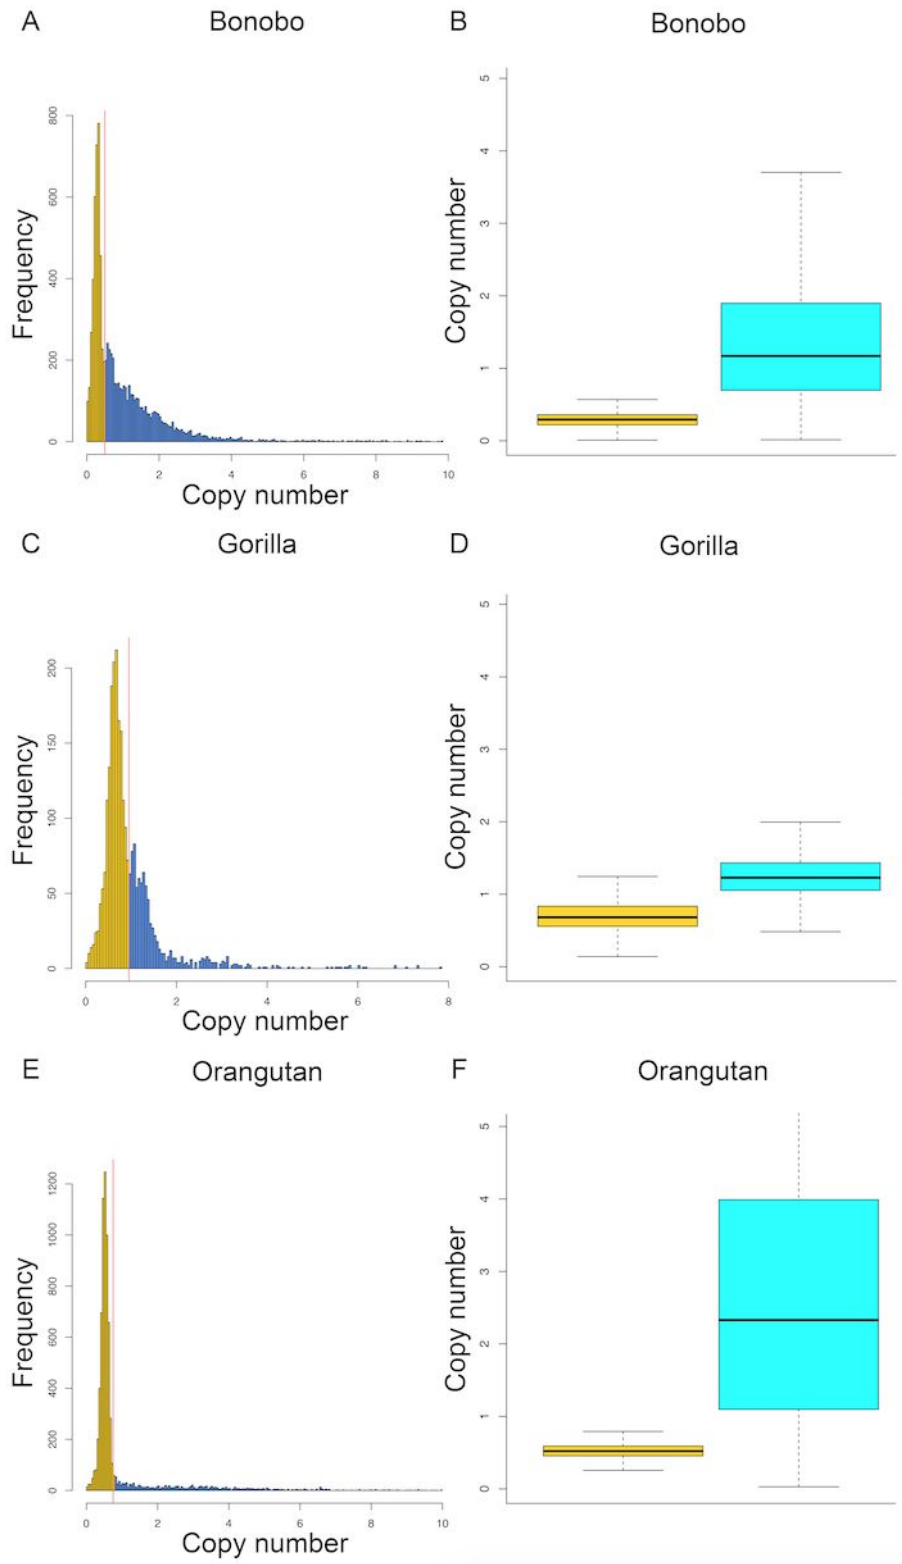 A Bonobo
B Bonobo
Frequency
0 200 400 600 800
0 2 4 6 8 10
Copy number
Copy number
0 1 2 3 4 5
C Gorilla
D Gorilla
Frequency
0 50 100 150 200
0 2 4 6 8
Copy number
Copy number
0 1 2 3 4 5
E Orangutan
F Orangutan
Frequency
0 200 400 600 800 1000 1200
0 2 4 6 8 10
Copy number
Copy number
0 1 2 3 4 5